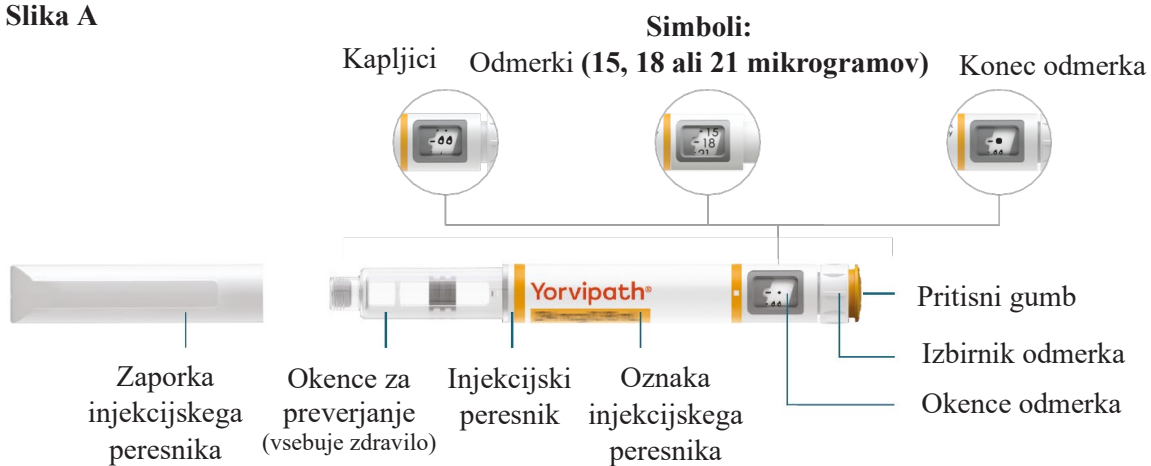 Slika A
Simboli:
Kapljici
Odmerki (15, 18 ali 21 mikrogramov)
Konec odmerka
15
18
21
Yorvipath®
Pritisni gumb
Izbirnik odmerka
Okence odmerka
Zaporka
injekcijskega
peresnika
Okence za
preverjanje
(vsebuje zdravilo)
Injekcijski
peresnik
Oznaka
injekcijskega
peresnika